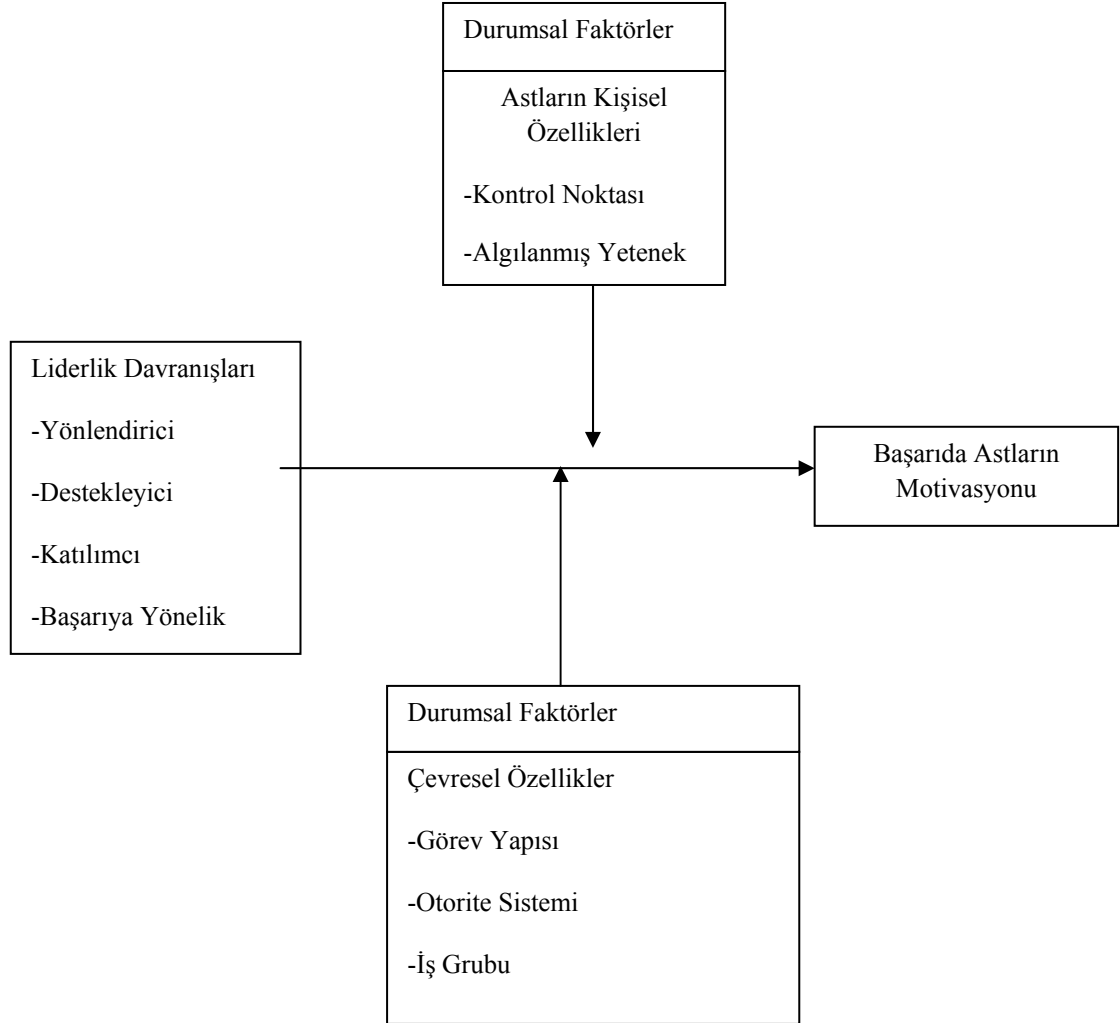 Durumsal Faktörler
Astların Kişisel
Özellikleri
-Kontrol Noktası
-Algılanmış Yetenek
Liderlik Davranışları
-Yönlendirici
-Destekleyici
-Katılımcı
-Başarıya Yönelik
Başarıda Astların
Motivasyonu
Durumsal Faktörler
Çevresel Özellikler
-Görev Yapısı
-Otorite Sistemi
-İş Grubu